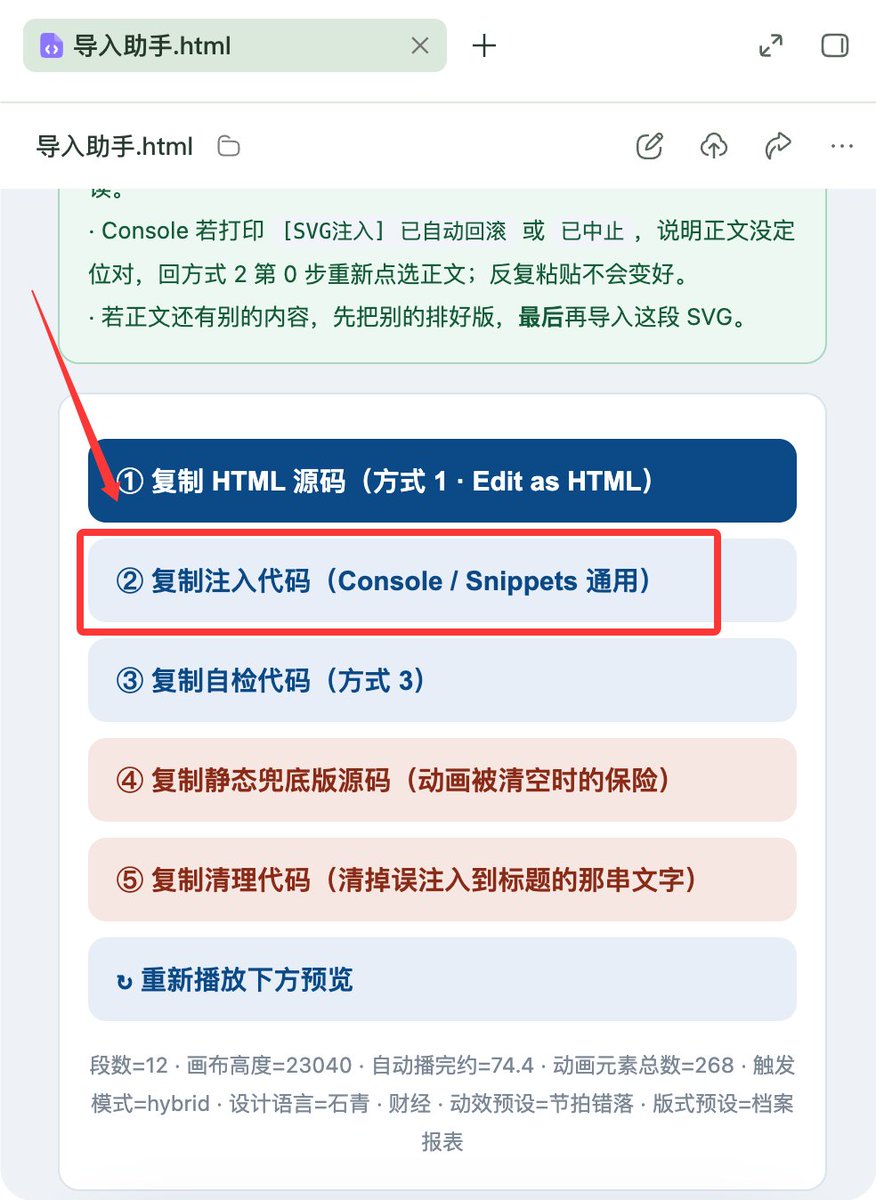 导入助手.html
导入助手.html
读。
· Console 若打印 [SVG注入] 已自动回滚 或 已中止 ，说明正文没定
位对，回方式 2 第 0 步重新点选正文；反复粘贴不会变好。
· 若正文还有别的内容，先把别的排好版，最后再导入这段 SVG。
① 复制 HTML 源码（方式 1 · Edit as HTML）
② 复制注入代码（Console / Snippets 通用）
③ 复制自检代码（方式 3）
④ 复制静态兜底版源码（动画被清空时的保险）
⑤ 复制清理代码（清掉误注入到标题的那串文字）
↻ 重新播放下方预览
段数=12 · 画布高度=23040 · 自动播完约=74.4 · 动画元素总数=268 · 触发
模式=hybrid · 设计语言=石青 · 财经 · 动效预设=节拍错落 · 版式预设=档案
报表